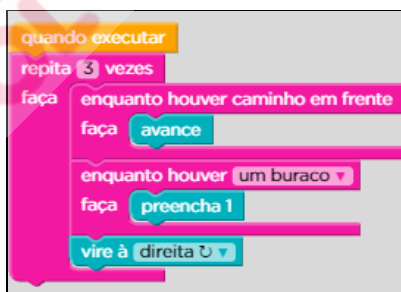 quando executar
repita 3 vezes
faça enquanto houver caminho em frente
faça avance
enquanto houver um buraco
faça preencha 1
vire à direita ↻